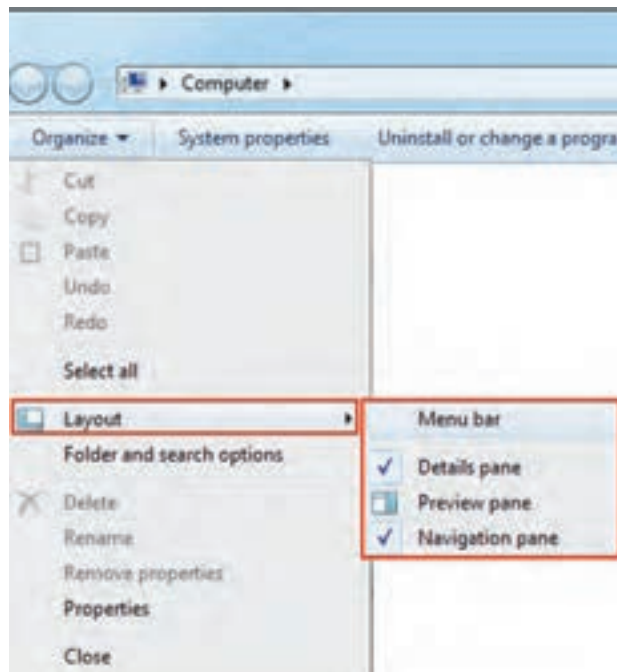 Computer
Organize System properties Uninstall or change a progra
Cut
Copy
Paste
Undo
Redo
Select all
Layout
Menu bar
Folder and search options
Details pane
Preview pane
Navigation pane
Delete
Rename
Remove properties
Properties
Close